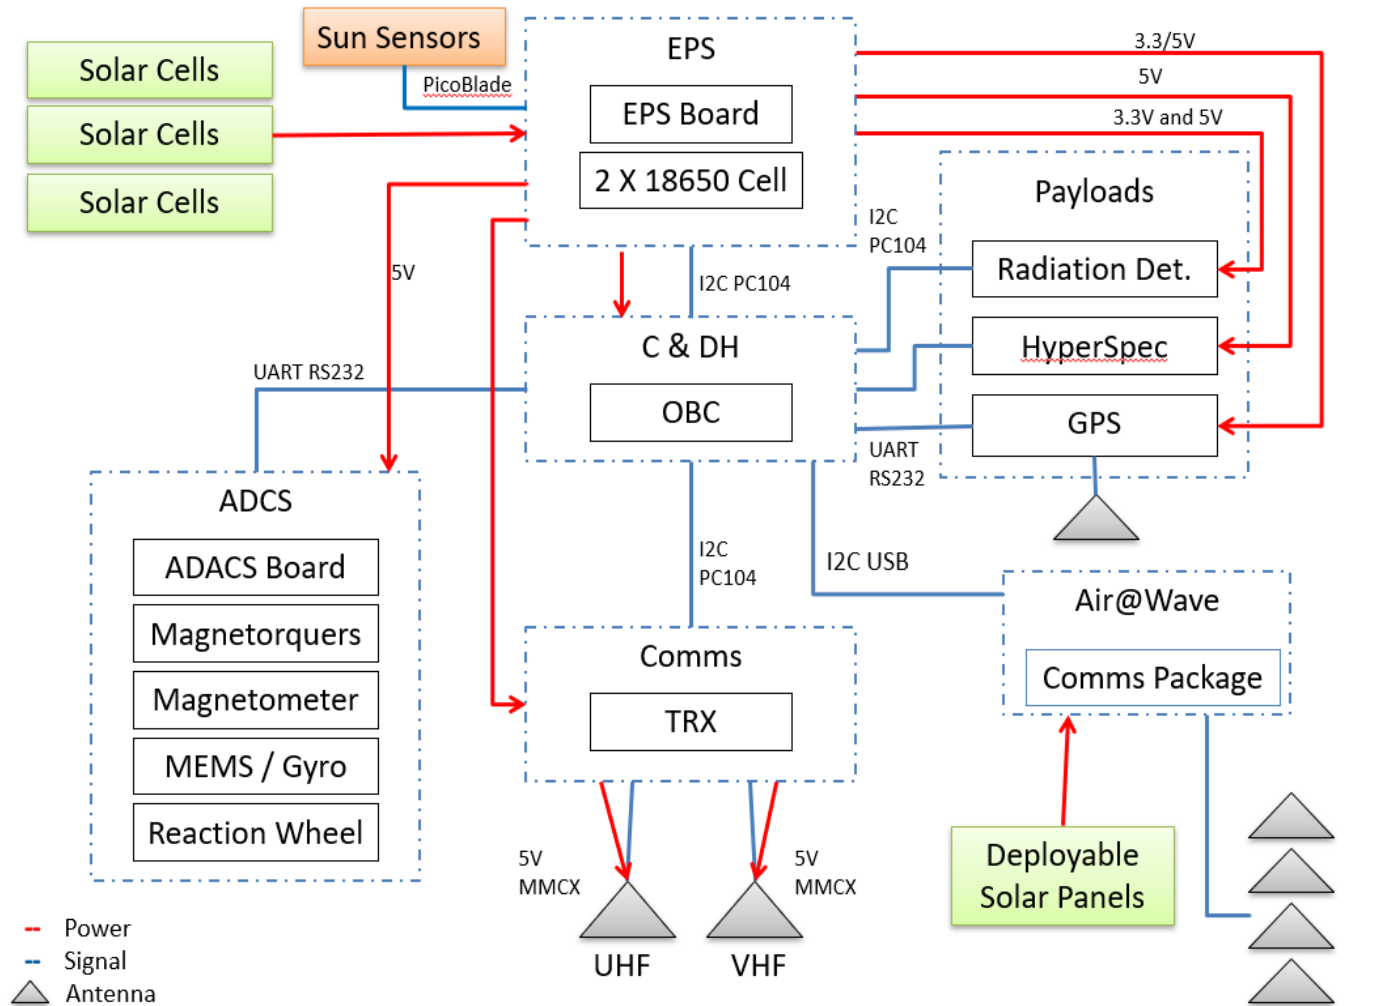 Sun Sensors
Solar Cells
Solar Cells
Solar Cells
PicoBlade
EPS
EPS Board
2 X 18650 Cell
3.3/5V
5V
3.3V and 5V
Payloads
I2C
PC104
Radiation Det.
HyperSpec
GPS
5V
I2C PC104
C & DH
OBC
UART RS232
UART
RS232
ADCS
ADACS Board
Magnetorquers
Magnetometer
MEMS / Gyro
Reaction Wheel
I2C
PC104
I2C USB
Air@Wave
Comms Package
Comms
TRX
5V
MMCX
5V
MMCX
UHF
VHF
Deployable
Solar Panels
Power
Signal
Antenna